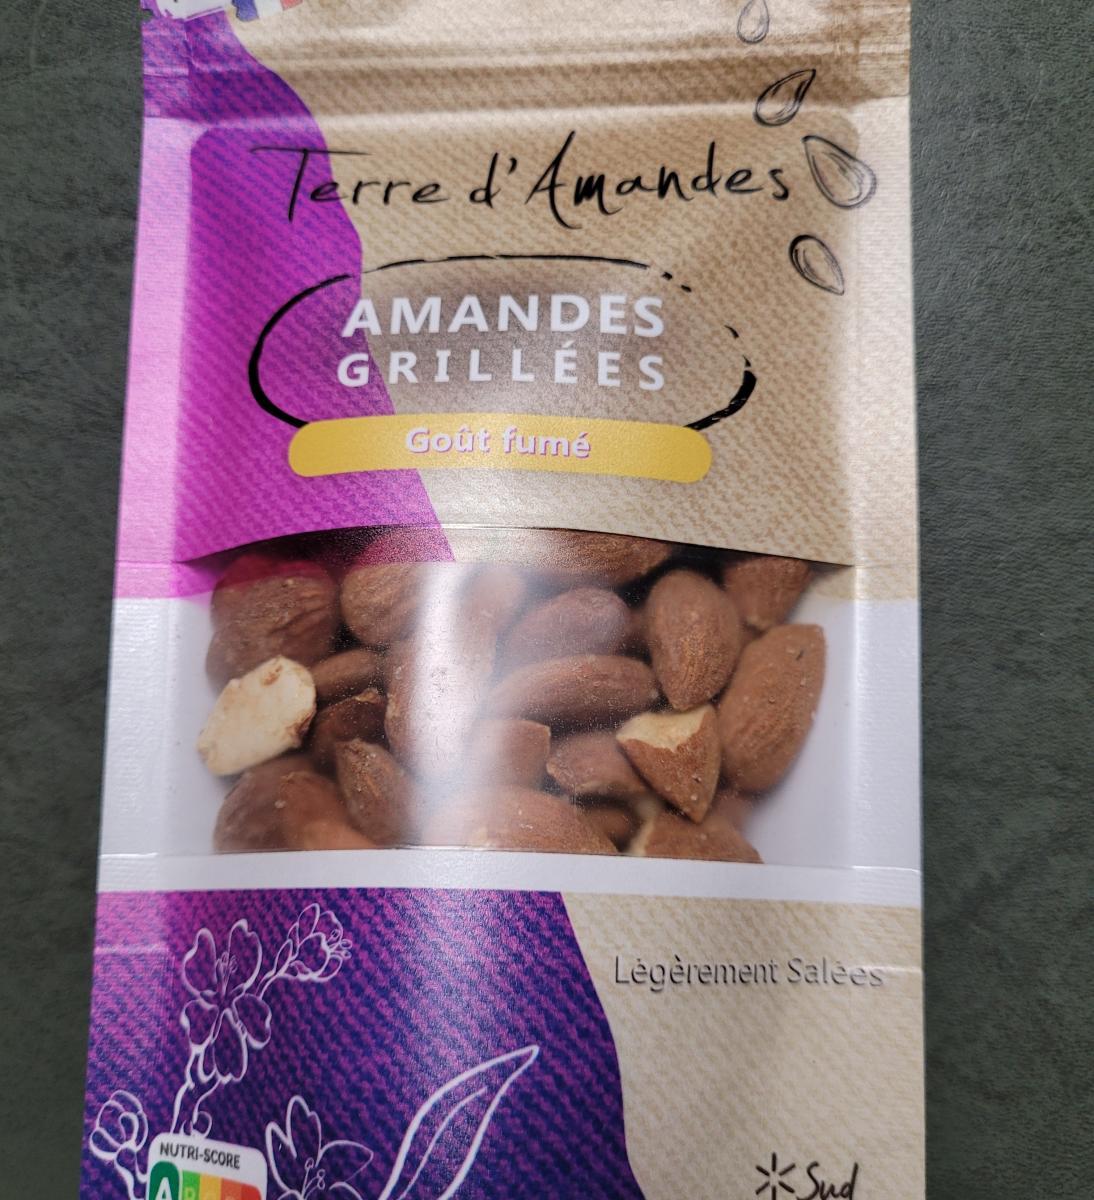 Terre d'Amandes
AMANDES
GRILLÉES
Goût fumé
Légèrement Salées
NUTRI-SCORE
A
Sud